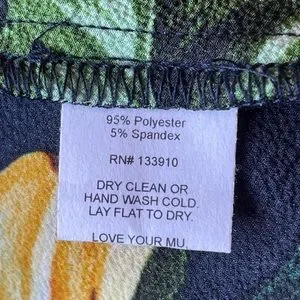 95% Polyester
5% Spandex
RN# 133910
DRY CLEAN OR
HAND WASH COLD.
LAY FLAT TO DRY.
LOVE YOUR MU